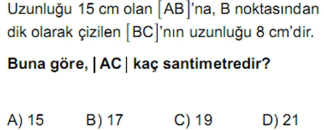 Uzunluğu 15 cm olan [AB]'na, B noktasından
dik olarak çizilen [BC]'nın uzunluğu 8 cm'dir.
Buna göre, |AC| kaç santimetredir?
A) 15 B) 17 C) 19 D) 21